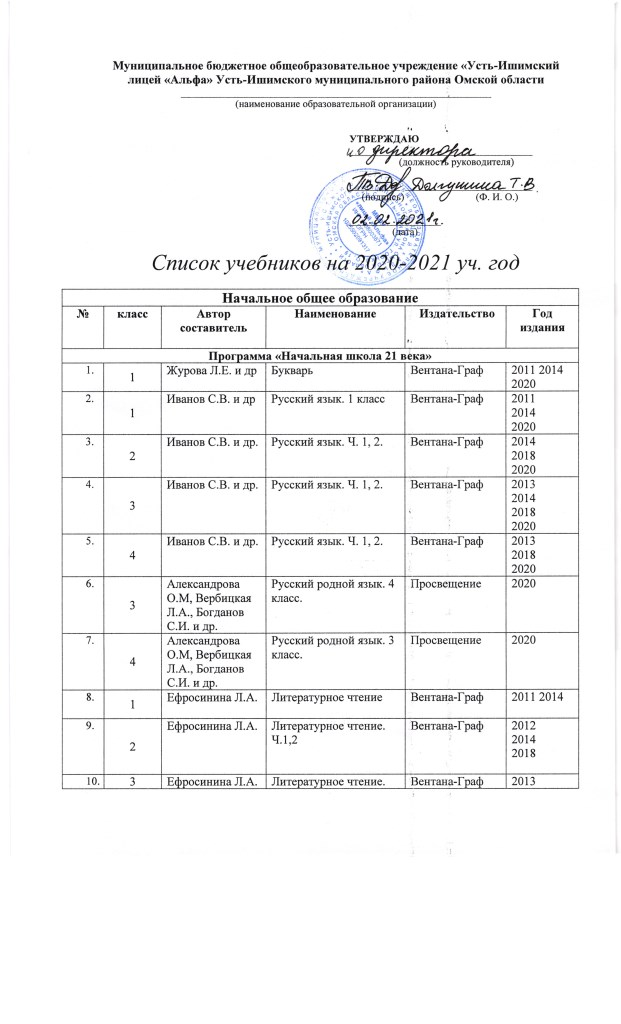 Муниципальное бюджетное общеобразовательное учреждение «Усть-Ишимский
лицей «Альфа» Усть-Ишимского муниципального района Омской области
(наименование образовательной организации)
УТВЕРЖДАЮ
ио директора
(должность руководителя)
Долгушина Т.В.
(подпись) (Ф. И. О.)
02.02.2021г.
(дата)
Список учебников на 2020-2021 уч. год
Начальное общее образование
№ класс Автор Наименование Издательство Год
составитель издания
Программа «Начальная школа 21 века»
1. 1 Журова Л.Е. и др Букварь Вентана-Граф 2011 2014
2020
2. 1 Иванов С.В. и др Русский язык. 1 класс Вентана-Граф 2011
2014
2020
3. 2 Иванов С.В. и др. Русский язык. Ч. 1, 2. Вентана-Граф 2014
2018
2020
4. 3 Иванов С.В. и др. Русский язык. Ч. 1, 2. Вентана-Граф 2013
2014
2018
2020
5. 4 Иванов С.В. и др. Русский язык. Ч. 1, 2. Вентана-Граф 2013
2018
2020
6. 3 Александрова Русский родной язык. 4 Просвещение 2020
О.М, Вербицкая класс.
Л.А., Богданов
С.И. и др.
7. 4 Александрова Русский родной язык. 3 Просвещение 2020
О.М, Вербицкая класс.
Л.А., Богданов
С.И. и др.
8. 1 Ефросинина Л.А. Литературное чтение Вентана-Граф 2011 2014
9. 2 Ефросинина Л.А. Литературное чтение. Вентана-Граф 2012
Ч.1,2 2014
2018
10. 3 Ефросинина Л.А. Литературное чтение. Вентана-Граф 2013